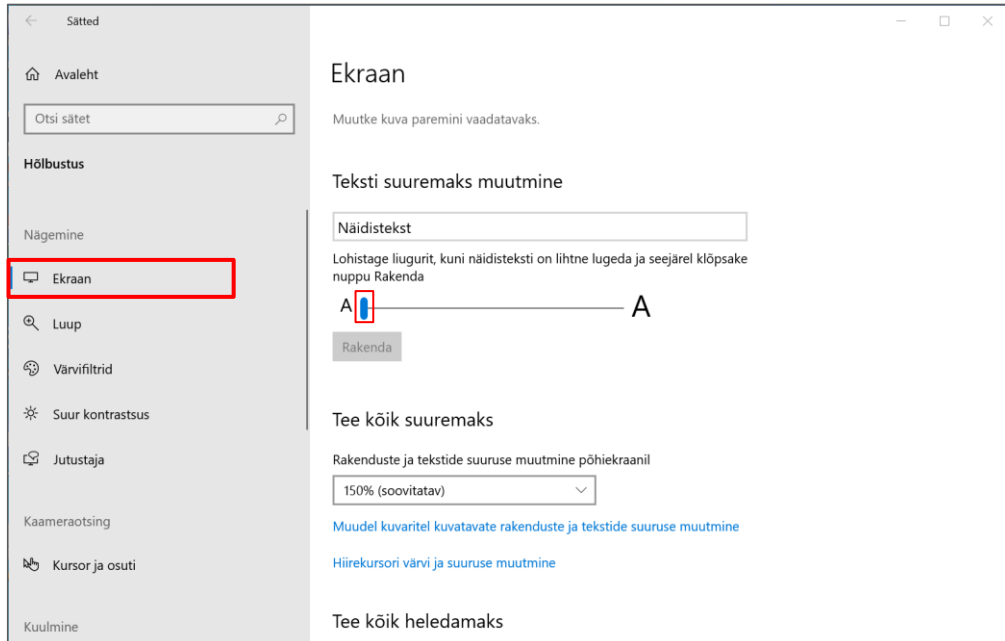 Sätted
Avaleht
Otsi sätet
Hõlbustus
Nägemine
Ekraan
Luup
Värvifiltrid
Suur kontrastsus
Jutustaja
Kaameraotsing
Kursor ja osuti
Kuulmine
Ekraan
Muutke kuva paremini vaadatavaks.
Teksti suuremaks muutmine
Näidistekst
Lohistage liugurit, kuni näidisteksti on lihtne lugeda ja seejärel klõpsake
nuppu Rakenda
A A
Rakenda
Tee kõik suuremaks
Rakenduste ja tekstide suuruse muutmine põhiekraanil
150% (soovitatav)
Muudel kuvaritel kuvatavate rakenduste ja tekstide suuruse muutmine
Hiirekursori värvi ja suuruse muutmine
Tee kõik heledamaks